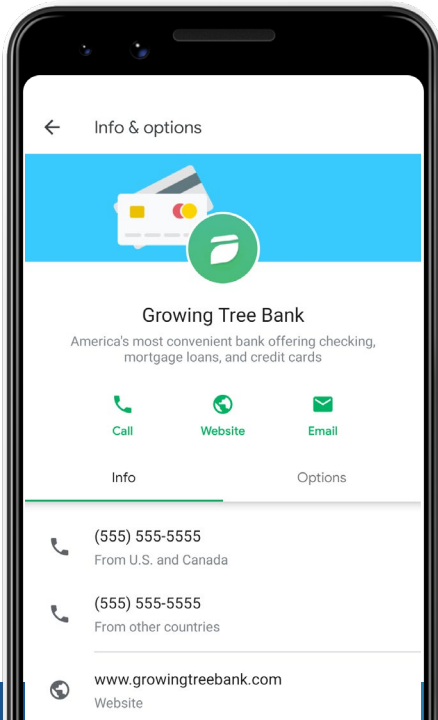 Info & options
Growing Tree Bank
America's most convenient bank offering checking,
mortgage loans, and credit cards
Call
Website
Email
Info
Options
(555) 555-5555
From U.S. and Canada
(555) 555-5555
From other countries
www.growingtreebank.com
Website